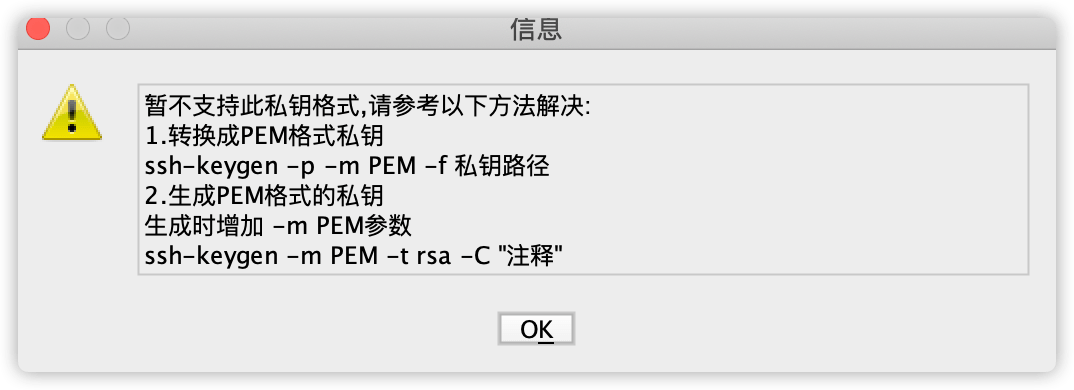 信息
暂不支持此私钥格式,请参考以下方法解决:
1.转换成PEM格式私钥
ssh-keygen -p -m PEM -f 私钥路径
2.生成PEM格式的私钥
生成时增加 -m PEM参数
ssh-keygen -m PEM -t rsa -C "注释"
OK